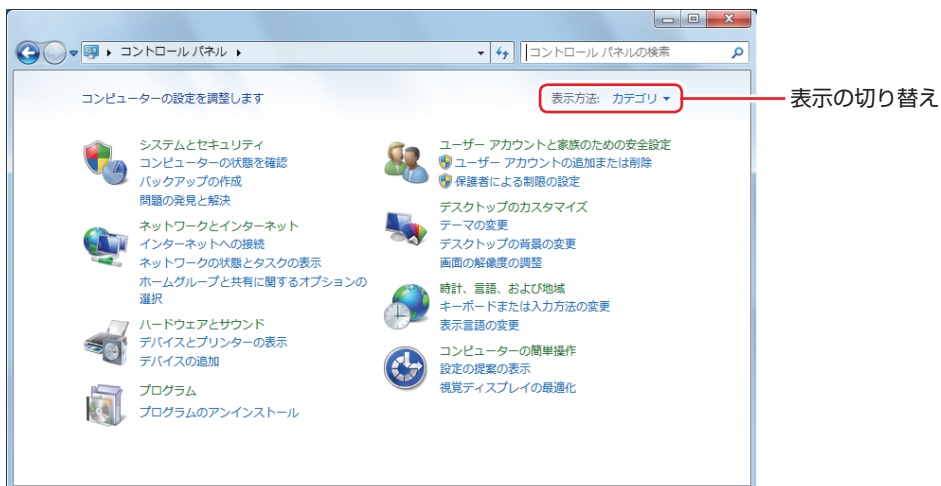 コントロール パネル
コントロール パネルの検索
コンピューターの設定を調整します
表示方法: カテゴリ
表示の切り替え
システムとセキュリティ
コンピューターの状態を確認
バックアップの作成
問題の発見と解決
ネットワークとインターネット
インターネットへの接続
ネットワークの状態とタスクの表示
ホームグループと共有に関するオプションの
選択
ハードウェアとサウンド
デバイスとプリンターの表示
デバイスの追加
プログラム
プログラムのアンインストール
ユーザー アカウントと家族のための安全設定
ユーザー アカウントの追加または削除
保護者による制限の設定
デスクトップのカスタマイズ
テーマの変更
デスクトップの背景の変更
画面の解像度の調整
時計、言語、および地域
キーボードまたは入力方法の変更
表示言語の変更
コンピューターの簡単操作
設定の提案の表示
視覚ディスプレイの最適化